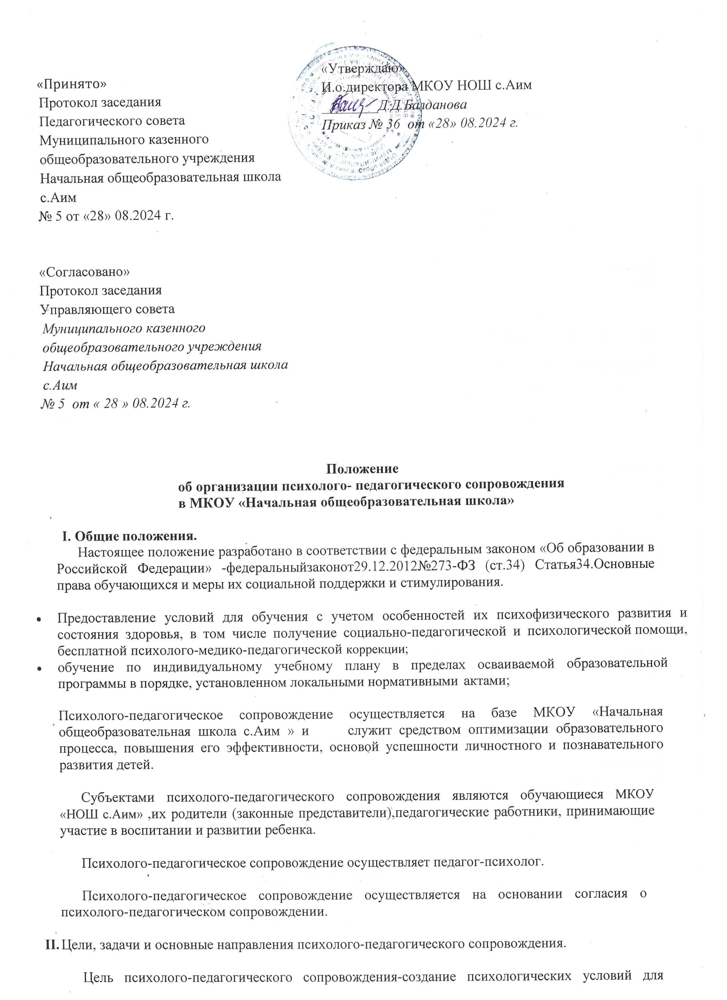 «Принято»
Протокол заседания
Педагогического совета
Муниципального казенного
общеобразовательного учреждения
Начальная общеобразовательная школа
с.Аим
№ 5 от «28» 08.2024 г.
«Утверждаю»
И.о.директора МКОУ НОШ с.Аим
Д.Д.Балданова
Приказ № 36 от «28» 08.2024 г.
«Согласовано»
Протокол заседания
Управляющего совета
Муниципального казенного
общеобразовательного учреждения
Начальная общеобразовательная школа
с.Аим
№ 5 от « 28 » 08.2024 г.
Положение
об организации психолого- педагогического сопровождения
в МКОУ «Начальная общеобразовательная школа»
I. Общие положения.
Настоящее положение разработано в соответствии с федеральным законом «Об образовании в
Российской Федерации» -федеральныйзаконот29.12.2012№273-ФЗ (ст.34) Статья34.Основные
права обучающихся и меры их социальной поддержки и стимулирования.
• Предоставление условий для обучения с учетом особенностей их психофизического развития и
состояния здоровья, в том числе получение социально-педагогической и психологической помощи,
бесплатной психолого-медико-педагогической коррекции;
• обучение по индивидуальному учебному плану в пределах осваиваемой образовательной
программы в порядке, установленном локальными нормативными актами;
Психолого-педагогическое сопровождение осуществляется на базе МКОУ «Начальная
общеобразовательная школа с.Аим » и служит средством оптимизации образовательного
процесса, повышения его эффективности, основой успешности личностного и познавательного
развития детей.
Субъектами психолого-педагогического сопровождения являются обучающиеся МКОУ
«НОШ с.Аим» ,их родители (законные представители),педагогические работники, принимающие
участие в воспитании и развитии ребенка.
Психолого-педагогическое сопровождение осуществляет педагог-психолог.
Психолого-педагогическое сопровождение осуществляется на основании согласия о
психолого-педагогическом сопровождении.
II. Цели, задачи и основные направления психолого-педагогического сопровождения.
Цель психолого-педагогического сопровождения-создание психологических условий для